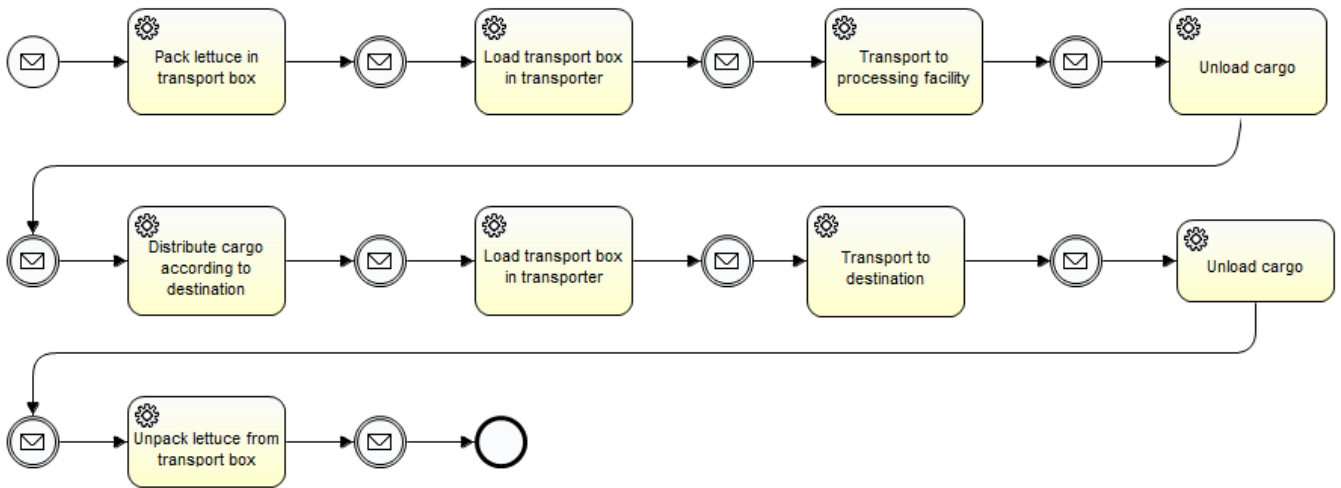 Pack lettuce in
transport box
Load transport box
in transporter
Transport to
processing facility
Unload cargo
Distribute cargo
according to
destination
Load transport box
in transporter
Transport to
destination
Unload cargo
Unpack lettuce from
transport box